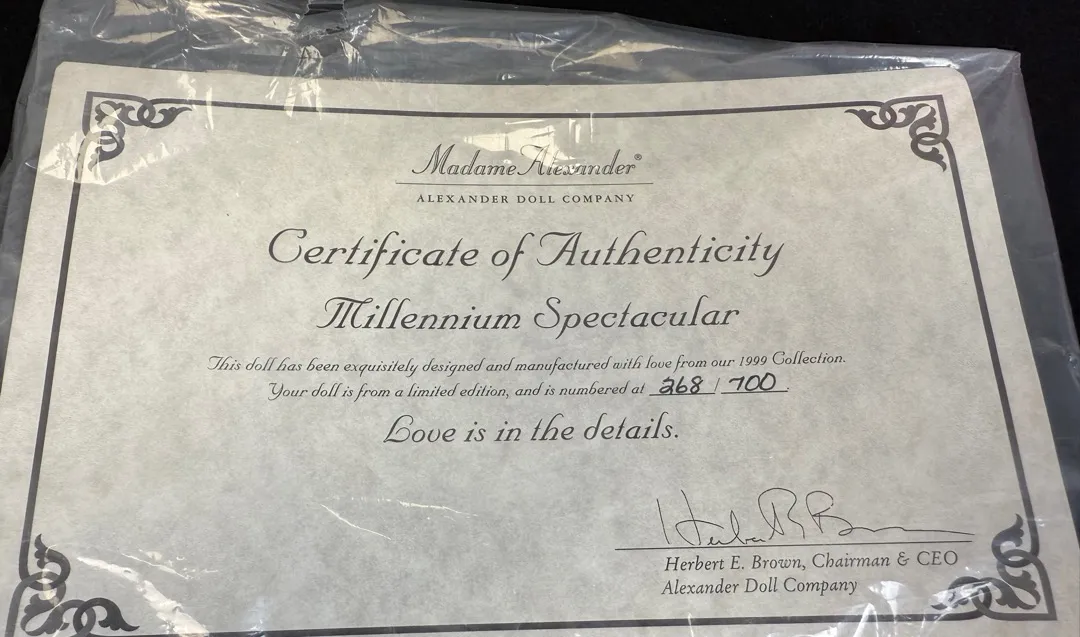 Madame Alexander®
ALEXANDER DOLL COMPANY
Certificate of Authenticity
Millennium Spectacular
This doll has been exquisitely designed and manufactured with love from our 1999 Collection.
Your doll is from a limited edition, and is numbered at 268 / 700.
Love is in the details.
Herbert E. Brown, Chairman & CEO
Alexander Doll Company